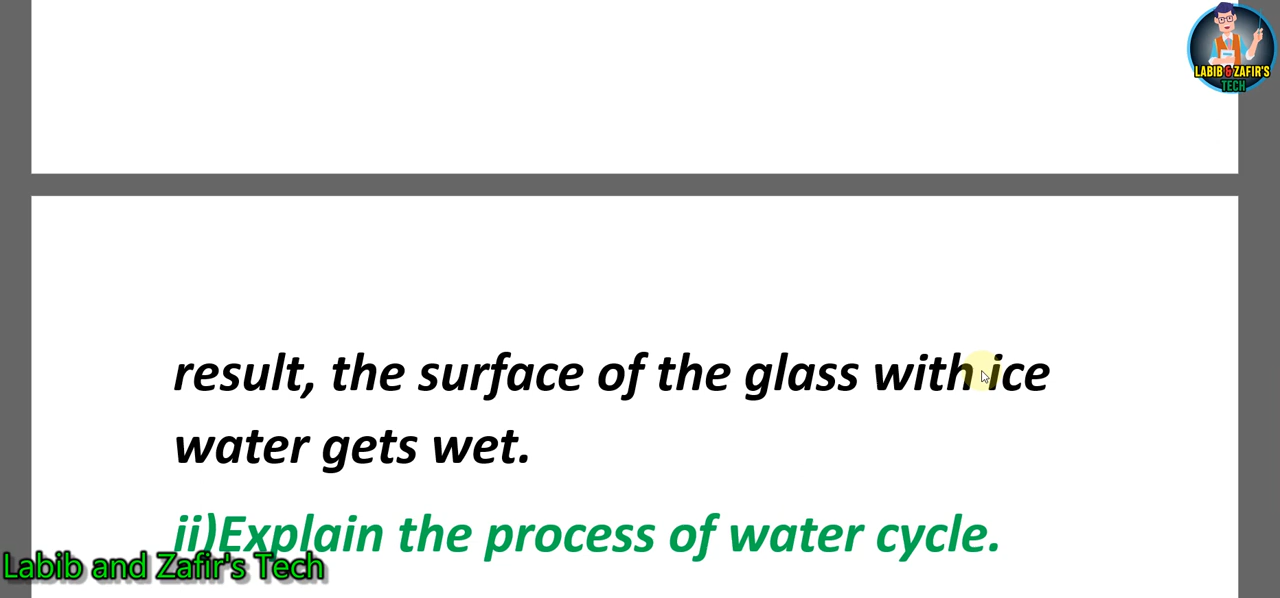 LABIB & ZAFIR'S
TECH
result, the surface of the glass with ice
water gets wet.
ii)Explain the process of water cycle.
Labib and Zafir's Tech